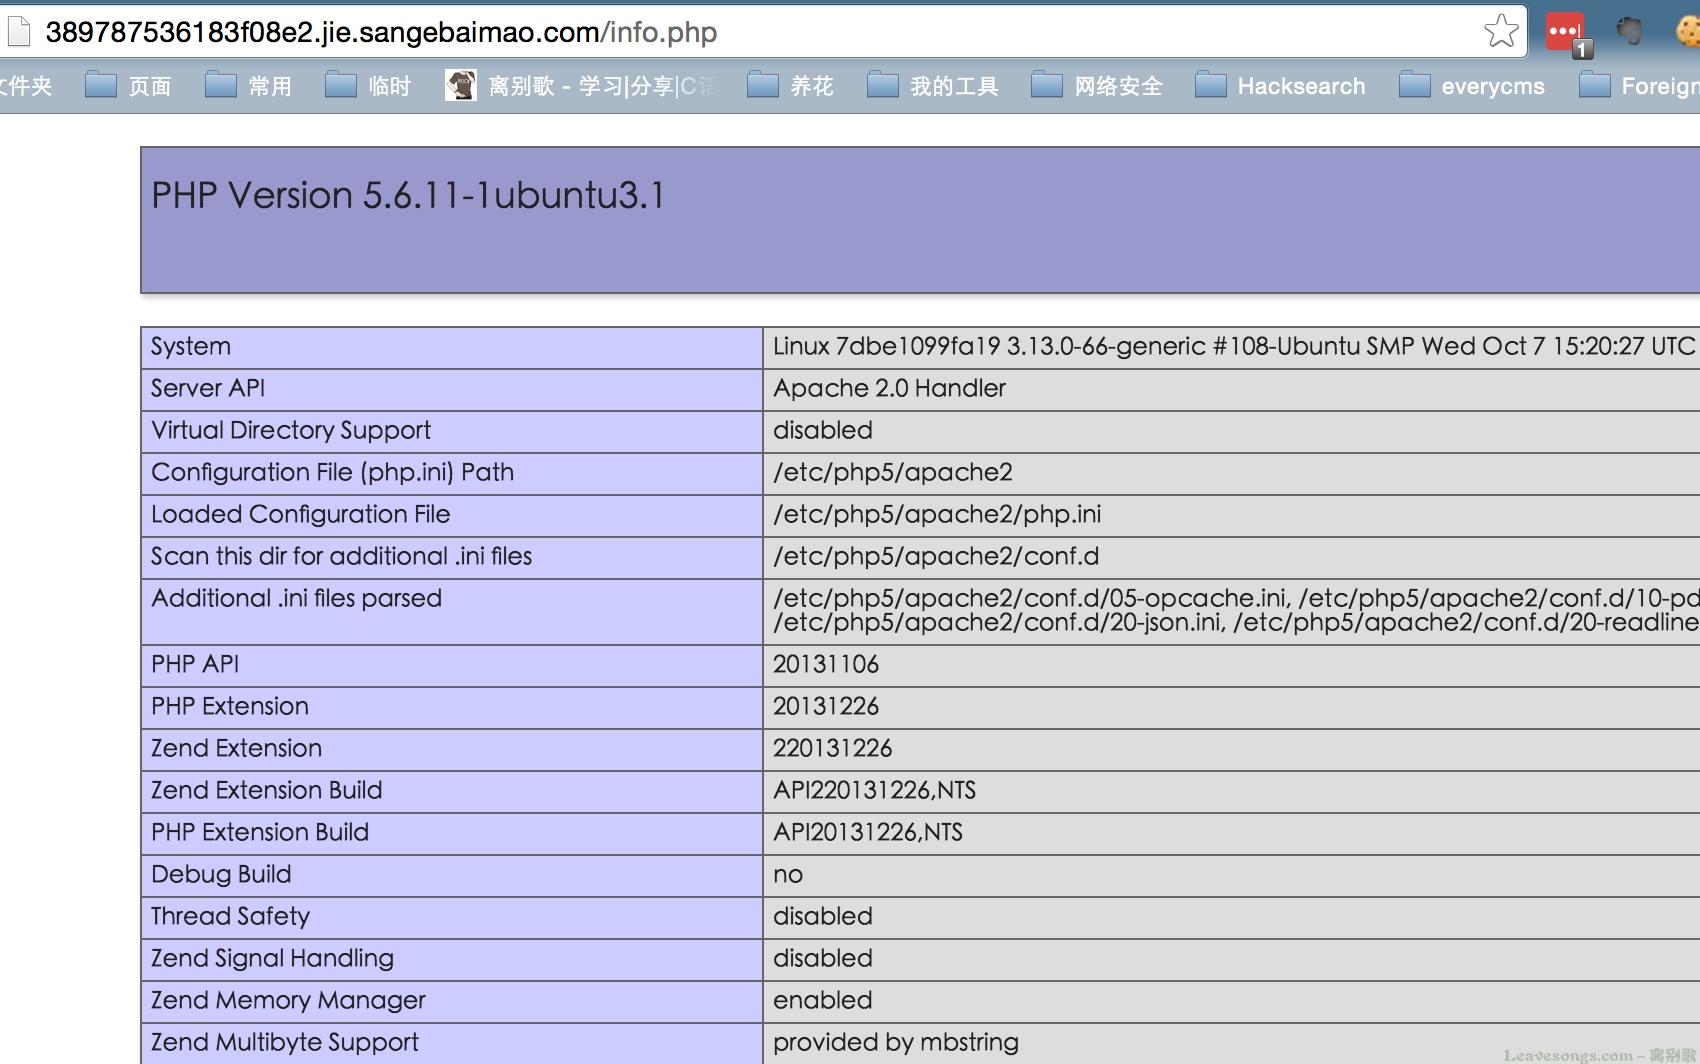 389787536183f08e2.jie.sangebaimao.com/info.php
1
文件夹 页面 常用 临时 离别歌 - 学习|分享|C语 养花 我的工具 网络安全 Hacksearch everycms Foreign
PHP Version 5.6.11-1ubuntu3.1
System Linux 7dbe1099fa19 3.13.0-66-generic #108-Ubuntu SMP Wed Oct 7 15:20:27 UTC
Server API Apache 2.0 Handler
Virtual Directory Support disabled
Configuration File (php.ini) Path /etc/php5/apache2
Loaded Configuration File /etc/php5/apache2/php.ini
Scan this dir for additional .ini files /etc/php5/apache2/conf.d
Additional .ini files parsed /etc/php5/apache2/conf.d/05-opcache.ini, /etc/php5/apache2/conf.d/10-pd
/etc/php5/apache2/conf.d/20-json.ini, /etc/php5/apache2/conf.d/20-readline
PHP API 20131106
PHP Extension 20131226
Zend Extension 220131226
Zend Extension Build API220131226,NTS
PHP Extension Build API20131226,NTS
Debug Build no
Thread Safety disabled
Zend Signal Handling disabled
Zend Memory Manager enabled
Zend Multibyte Support provided by mbstring
Leavesongs.com - 离别歌